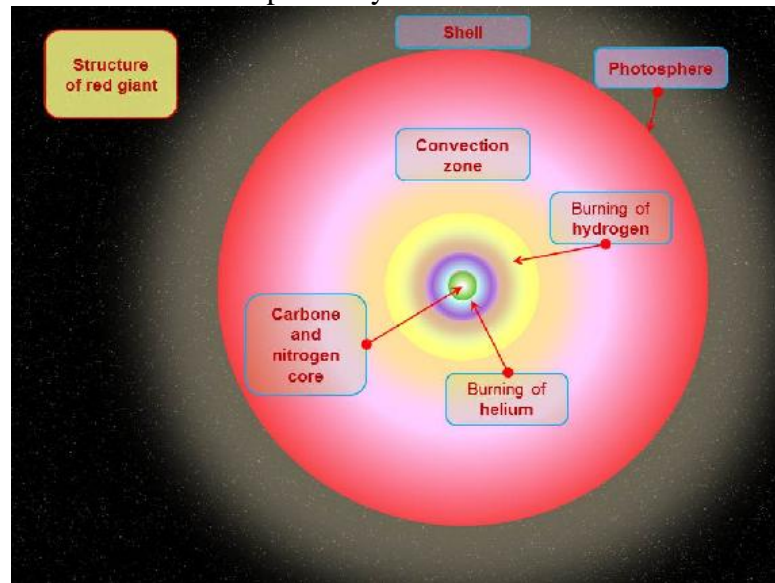 Structure
of red giant
Shell
Photosphere
Convection
zone
Burning of
hydrogen
Carbone
and
nitrogen
core
Burning of
helium